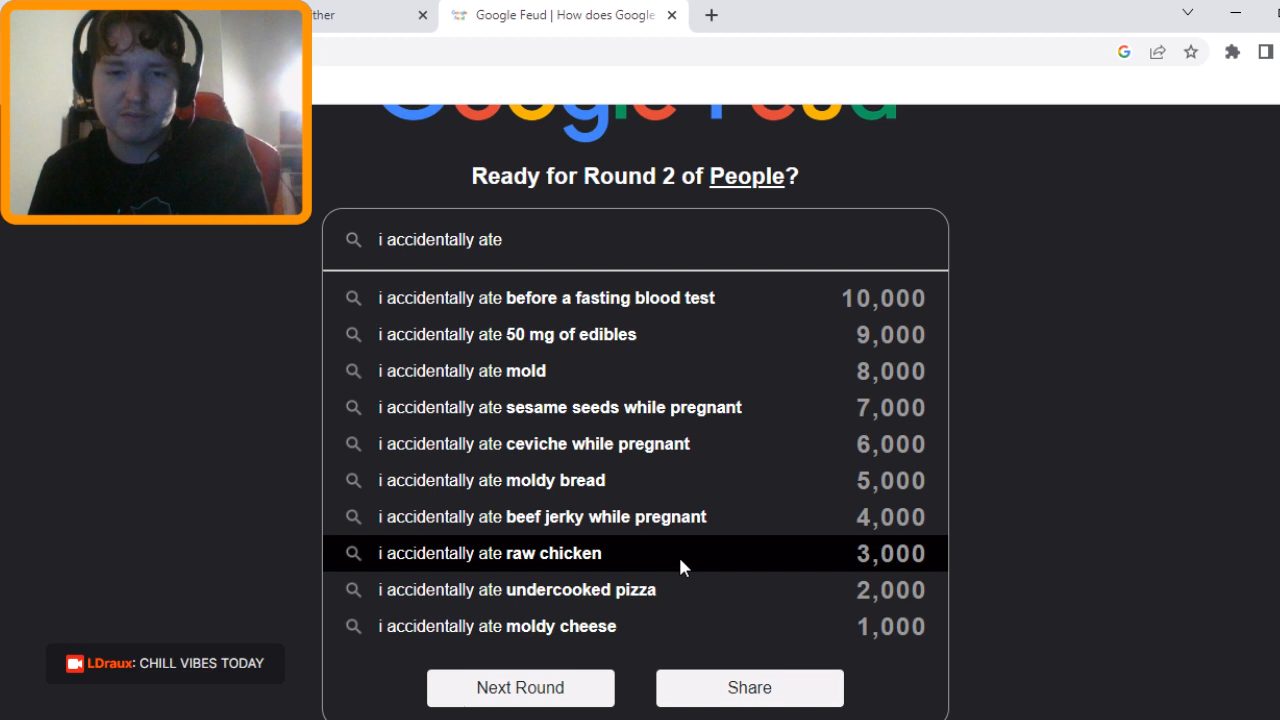 ther
Google Feud | How does Google
Google Feud
Ready for Round 2 of People?
i accidentally ate
i accidentally ate before a fasting blood test 10,000
i accidentally ate 50 mg of edibles 9,000
i accidentally ate mold 8,000
i accidentally ate sesame seeds while pregnant 7,000
i accidentally ate ceviche while pregnant 6,000
i accidentally ate moldy bread 5,000
i accidentally ate beef jerky while pregnant 4,000
i accidentally ate raw chicken 3,000
i accidentally ate undercooked pizza 2,000
i accidentally ate moldy cheese 1,000
LDraux: CHILL VIBES TODAY
Next Round Share